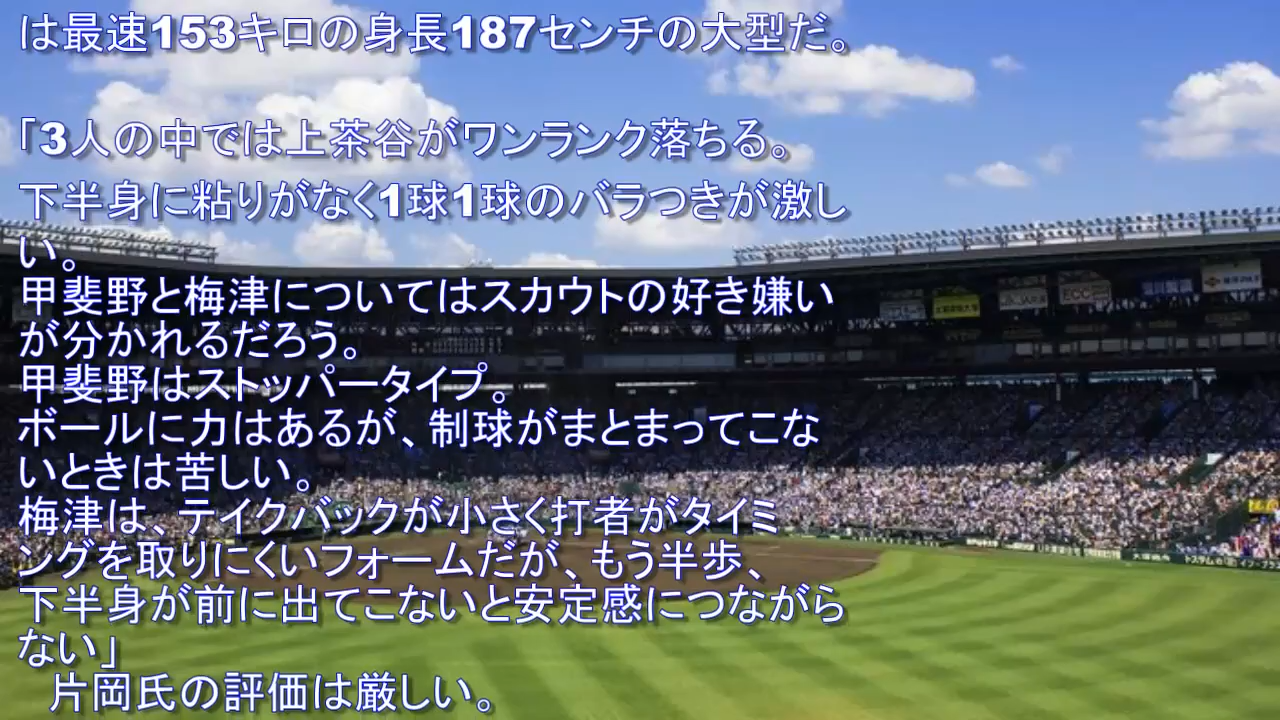 は最速153キロの身長187センチの大型だ。
「3人の中では上茶谷がワンランク落ちる。
下半身に粘りがなく1球1球のバラつきが激し
い。
甲斐野と梅津についてはスカウトの好き嫌い
が分かれるだろう。
甲斐野はストッパータイプ。
ボールに力はあるが、制球がまとまってこな
いときは苦しい。
梅津は、テイクバックが小さく打者がタイミ
ングを取りにくいフォームだが、もう半歩、
下半身が前に出てこないと安定感につながら
ない」
　片岡氏の評価は厳しい。
ECC